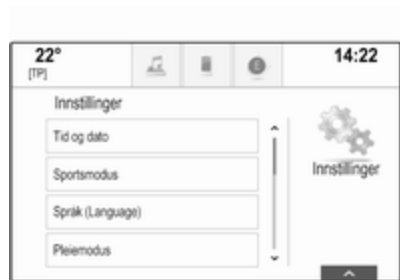 22°
[TP]
14:22
Innstillinger
Tid og dato
Sportsmodus
Språk (Language)
Pleiemodus
Innstillinger